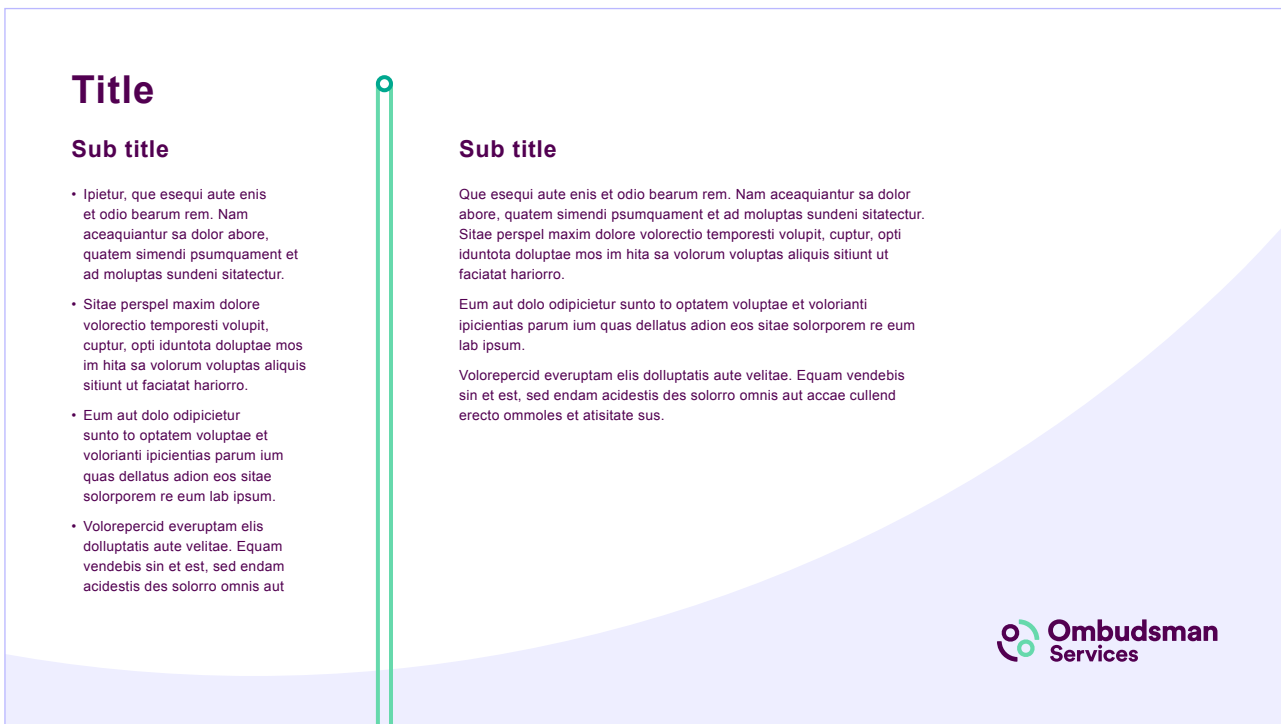 Title
Sub title
• Ipietur, que esequi aute enis
et odio bearum rem. Nam
aceaquiantur sa dolor abore,
quatem simendi psumquament et
ad moluptas sundeni sitatectur.
• Sitae perspel maxim dolore
volorectio temporesti volupit,
cuptur, opti iduntota doluptae mos
im hita sa volorum voluptas aliquis
sitiunt ut faciatat hariorro.
• Eum aut dolo odipicietur
sunto to optatem voluptae et
volorianti ipicientias parum ium
quas dellatus adion eos sitae
solorporem re eum lab ipsum.
• Volorepercid everuptam elis
dolluptatis aute velitae. Equam
vendebis sin et est, sed endam
acidestis des solorro omnis aut
Sub title
Que esequi aute enis et odio bearum rem. Nam aceaquiantur sa dolor
abore, quatem simendi psumquament et ad moluptas sundeni sitatectur.
Sitae perspel maxim dolore volorectio temporesti volupit, cuptur, opti
iduntota doluptae mos im hita sa volorum voluptas aliquis sitiunt ut
faciatat hariorro.
Eum aut dolo odipicietur sunto to optatem voluptae et volorianti
ipicientias parum ium quas dellatus adion eos sitae solorporem re eum
lab ipsum.
Volorepercid everuptam elis dolluptatis aute velitae. Equam vendebis
sin et est, sed endam acidestis des solorro omnis aut accae cullend
erecto ommoles et atisitate sus.
Ombudsman
Services